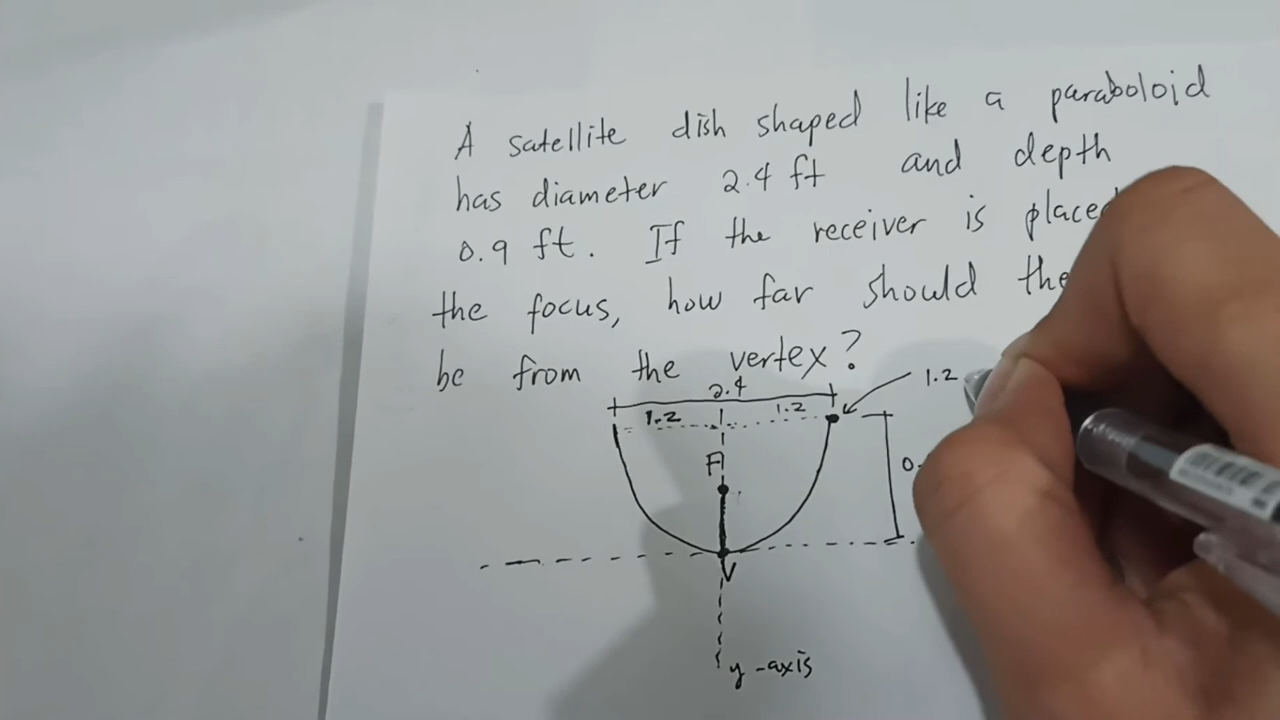 A satellite dish shaped like a paraboloid
has diameter 2.4 ft and depth
0.9 ft. If the receiver is placed
the focus, how far should the
be from the vertex?
2.4
1.2
1.2 1.2
F
0.
V
y-axis